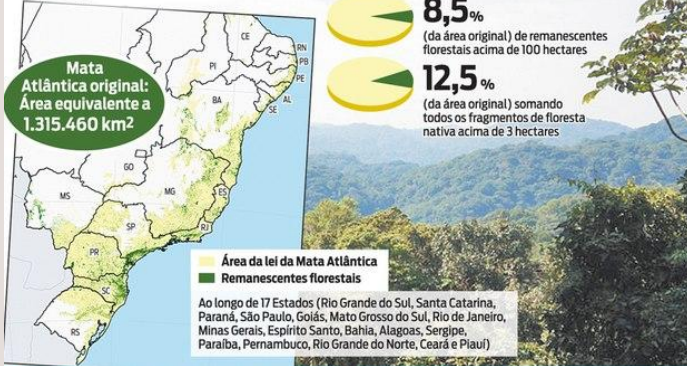 Mata
Atlântica original:
Área equivalente a
1.315.460 km²
8,5%
(da área original) de remanescentes
florestais acima de 100 hectares
12,5%
(da área original) somando
todos os fragmentos de floresta
nativa acima de 3 hectares
CE
RN
PB
PE
AL
SE
PI
BA
GO
MS
MG
ES
SP
RJ
PR
SC
RS
Área da lei da Mata Atlântica
Remanescentes florestais
Ao longo de 17 Estados (Rio Grande do Sul, Santa Catarina,
Paraná, São Paulo, Goiás, Mato Grosso do Sul, Rio de Janeiro,
Minas Gerais, Espírito Santo, Bahia, Alagoas, Sergipe,
Paraíba, Pernambuco, Rio Grande do Norte, Ceará e Piauí)